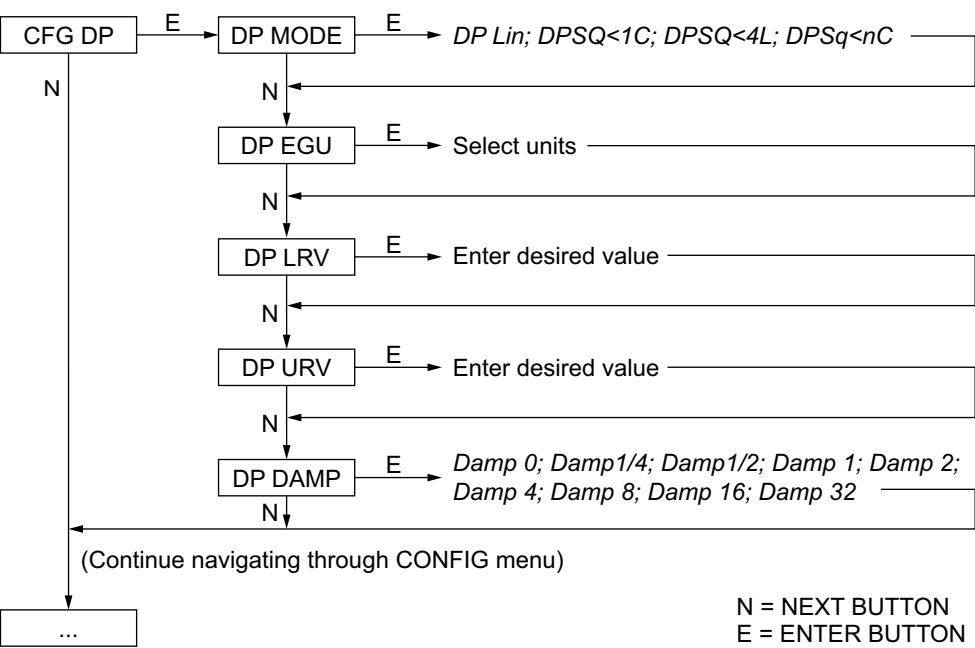 CFG DP E DP MODE E DP Lin; DPSQ<1C; DPSQ<4L; DPSq<nC
N
N
DP EGU E Select units
N
DP LRV E Enter desired value
N
DP URV E Enter desired value
N
DP DAMP E Damp 0; Damp1/4; Damp1/2; Damp 1; Damp 2;
Damp 4; Damp 8; Damp 16; Damp 32
N
(Continue navigating through CONFIG menu)
...
N = NEXT BUTTON
E = ENTER BUTTON